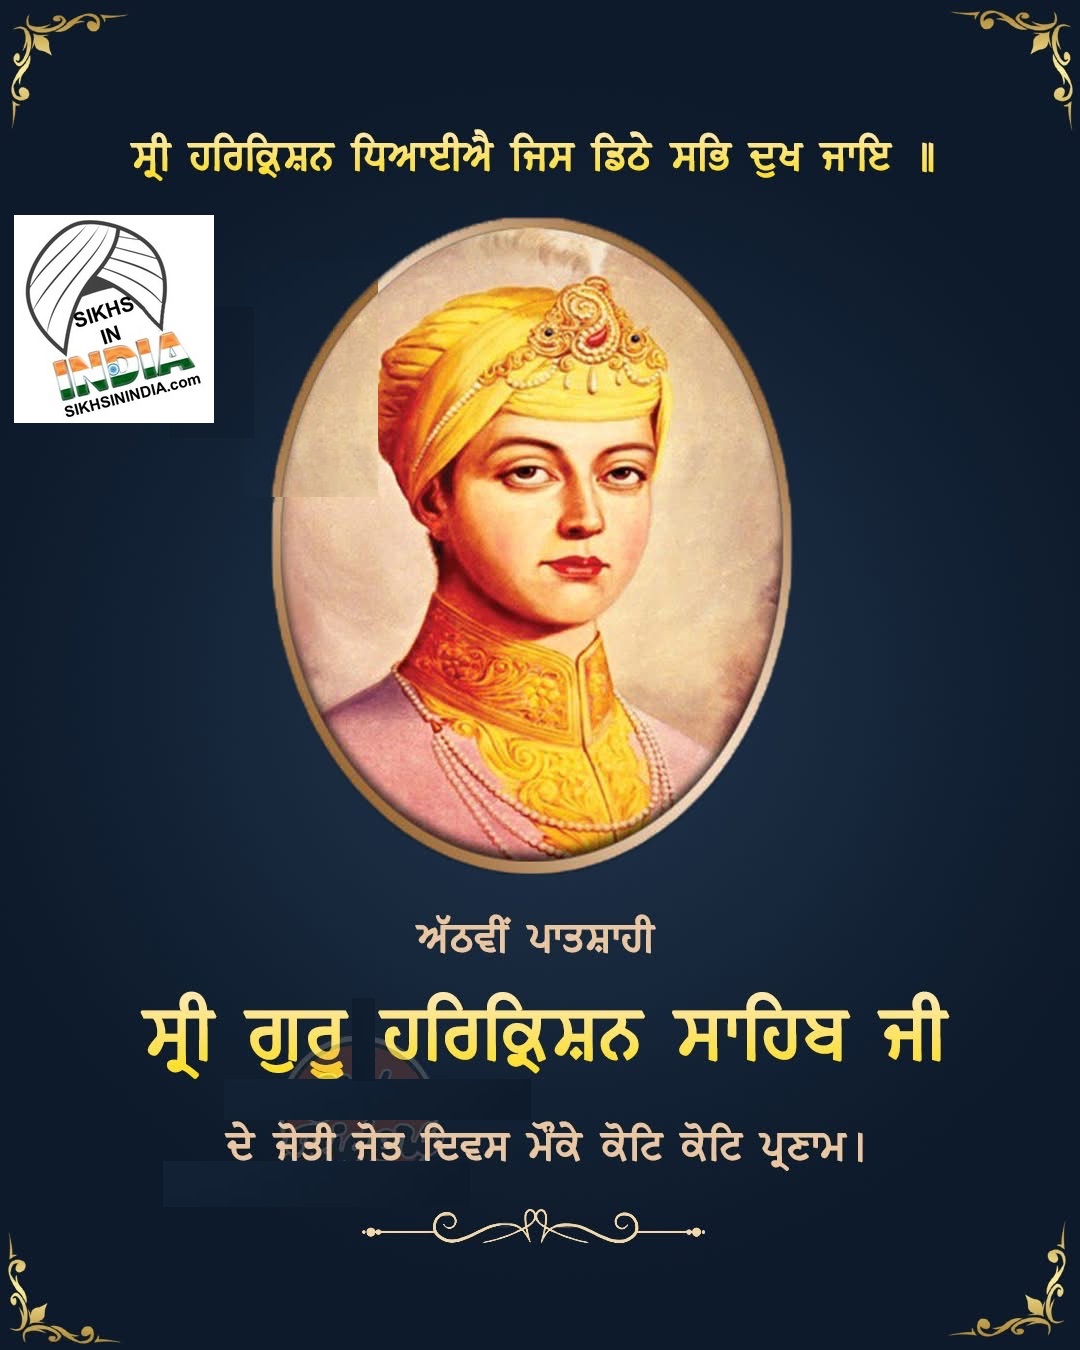 ਸ੍ਰੀ ਹਰਿਕ੍ਰਿਸ਼ਨ ਧਿਆਈਐ ਜਿਸ ਡਿਠੇ ਸਭਿ ਦੁਖ ਜਾਇ ॥
SIKHS
IN
INDIA
SIKHSININDIA.com
ਅੱਠਵੀਂ ਪਾਤਸ਼ਾਹੀ
ਸ੍ਰੀ ਗੁਰੂ ਹਰਿਕ੍ਰਿਸ਼ਨ ਸਾਹਿਬ ਜੀ
ਦੇ ਜੋਤੀ ਜੋਤ ਦਿਵਸ ਮੌਕੇ ਕੋਟਿ ਕੋਟਿ ਪ੍ਰਣਾਮ।